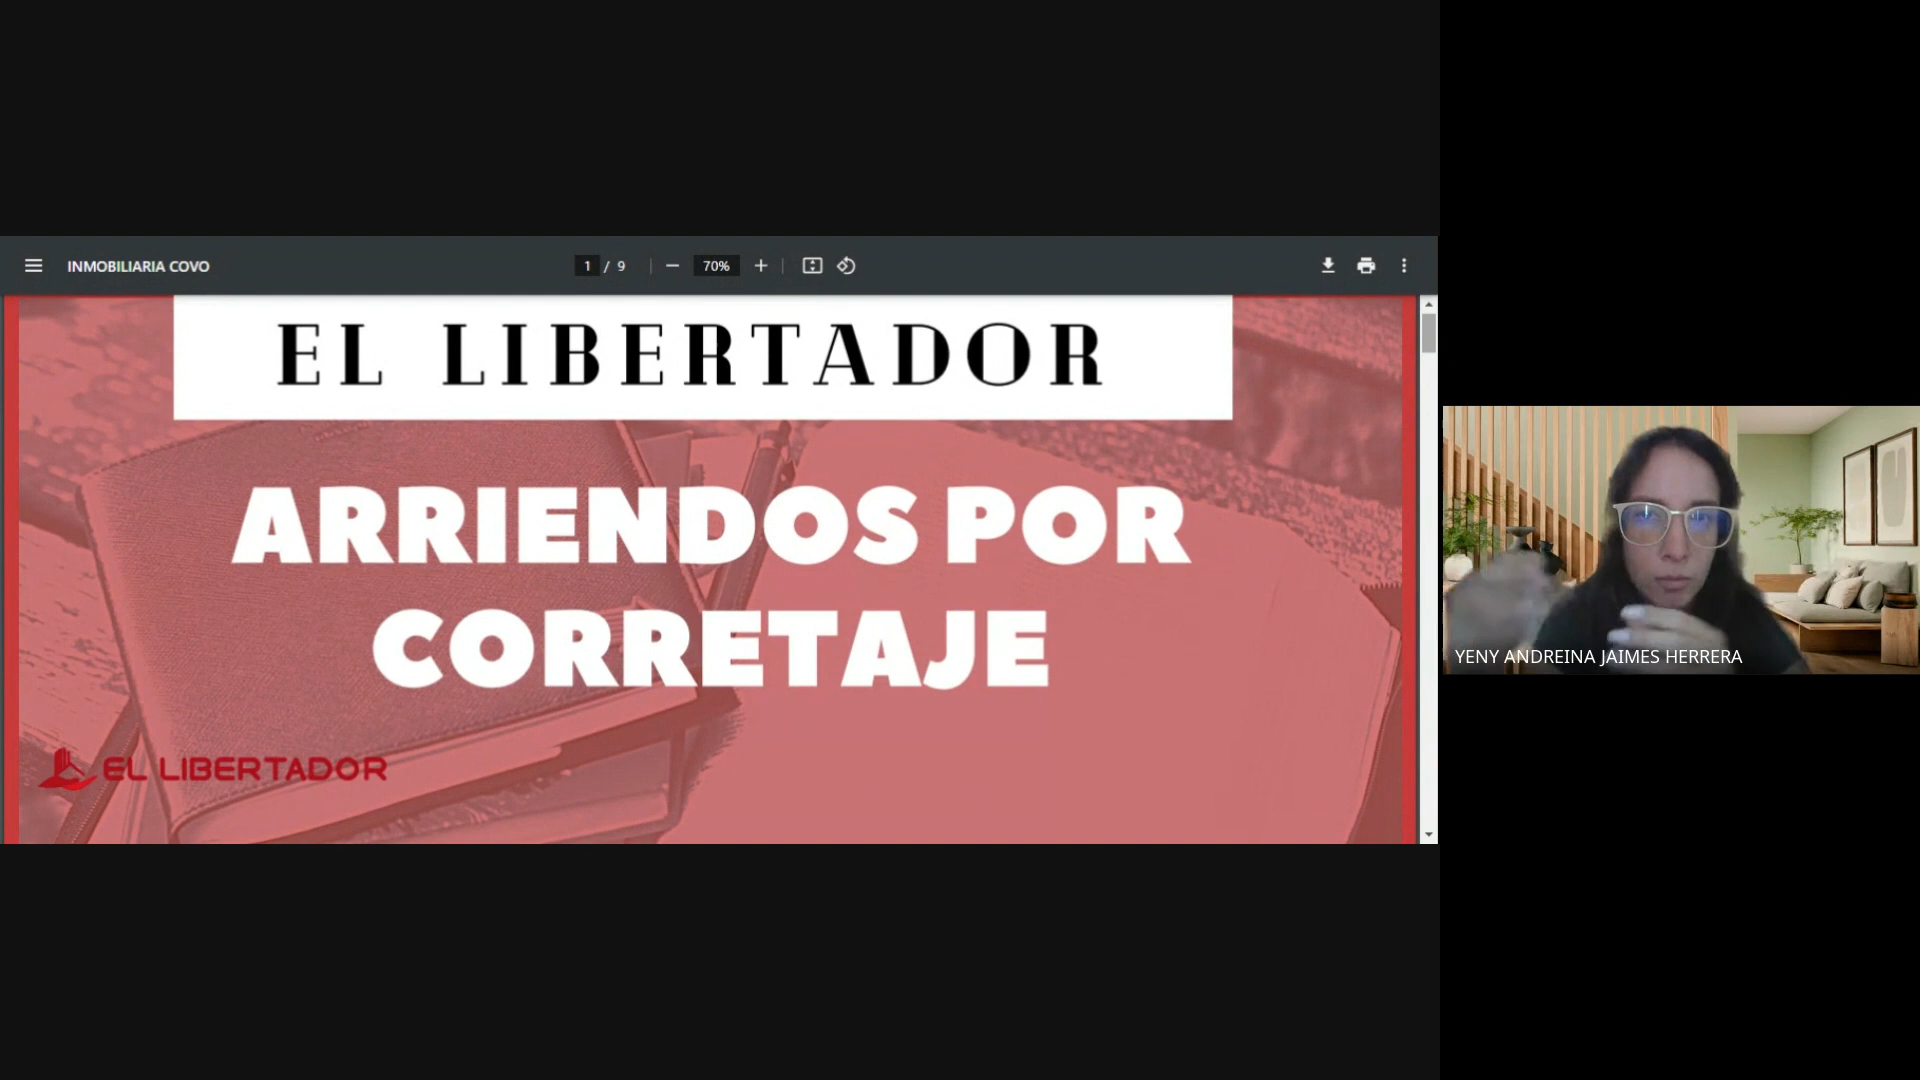 INMOBILIARIA COVO
1 / 9
70%
EL LIBERTADOR
ARRIENDOS POR
CORRETAJE
EL LIBERTADOR
YENY ANDREINA JAIMES HERRERA